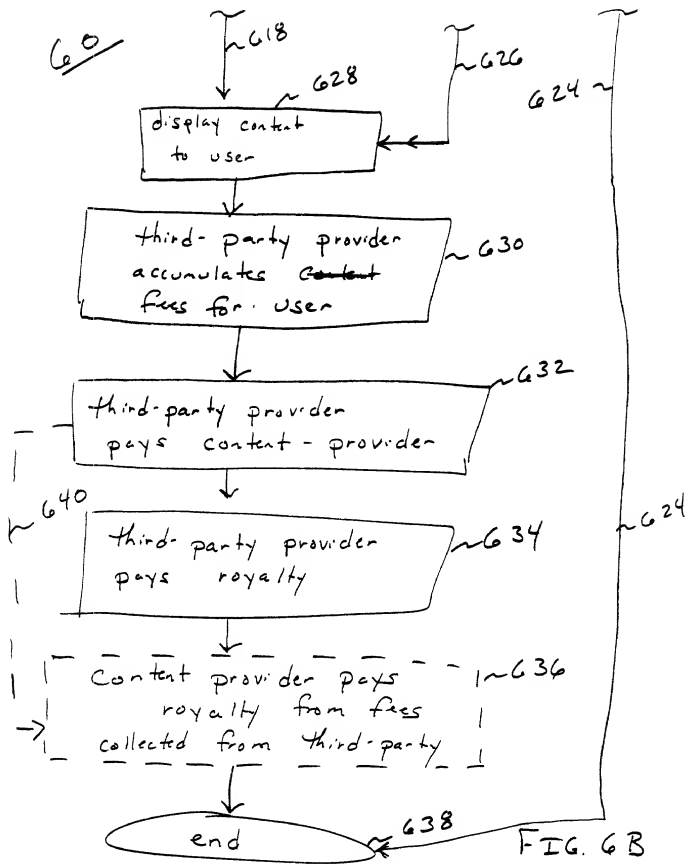 60
618
626
624
628
display content
to user
third-party provider
accumulates content
fees for user
630
632
third-party provider
pays content-provider
640
third-party provider
pays royalty
634
624
Content provider pays
royalty from fees
collected from third-party
636
end
638
FIG. 6B